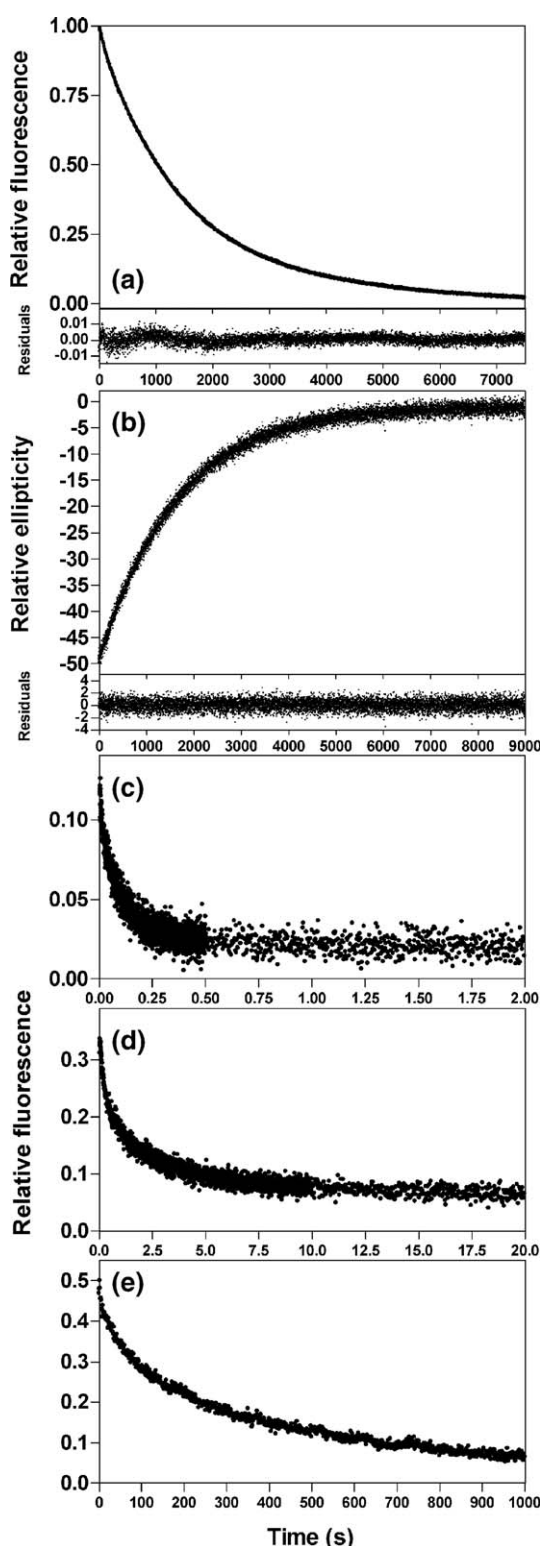 1.00
0.75
0.50
0.25
0.00
Relative fluorescence
(a)
0.01
0.00
-0.01
Residuals
0 1000 2000 3000 4000 5000 6000 7000
0
-5
-10
-15
-20
-25
-30
-35
-40
-45
-50
Relative ellipticity
(b)
4
2
0
-2
-4
Residuals
0 1000 2000 3000 4000 5000 6000 7000 8000 9000
(c)
0.10
0.05
0.00
0.00 0.25 0.50 0.75 1.00 1.25 1.50 1.75 2.00
Relative fluorescence
(d)
0.3
0.2
0.1
0.0
0.0 2.5 5.0 7.5 10.0 12.5 15.0 17.5 20.0
(e)
0.5
0.4
0.3
0.2
0.1
0.0
0 100 200 300 400 500 600 700 800 900 1000
Time (s)